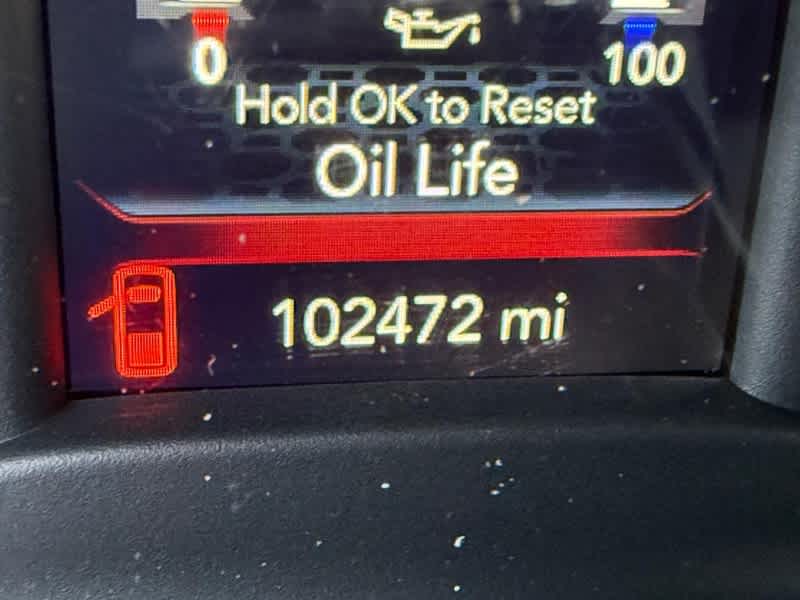 0 100
Hold OK to Reset
Oil Life
102472 mi